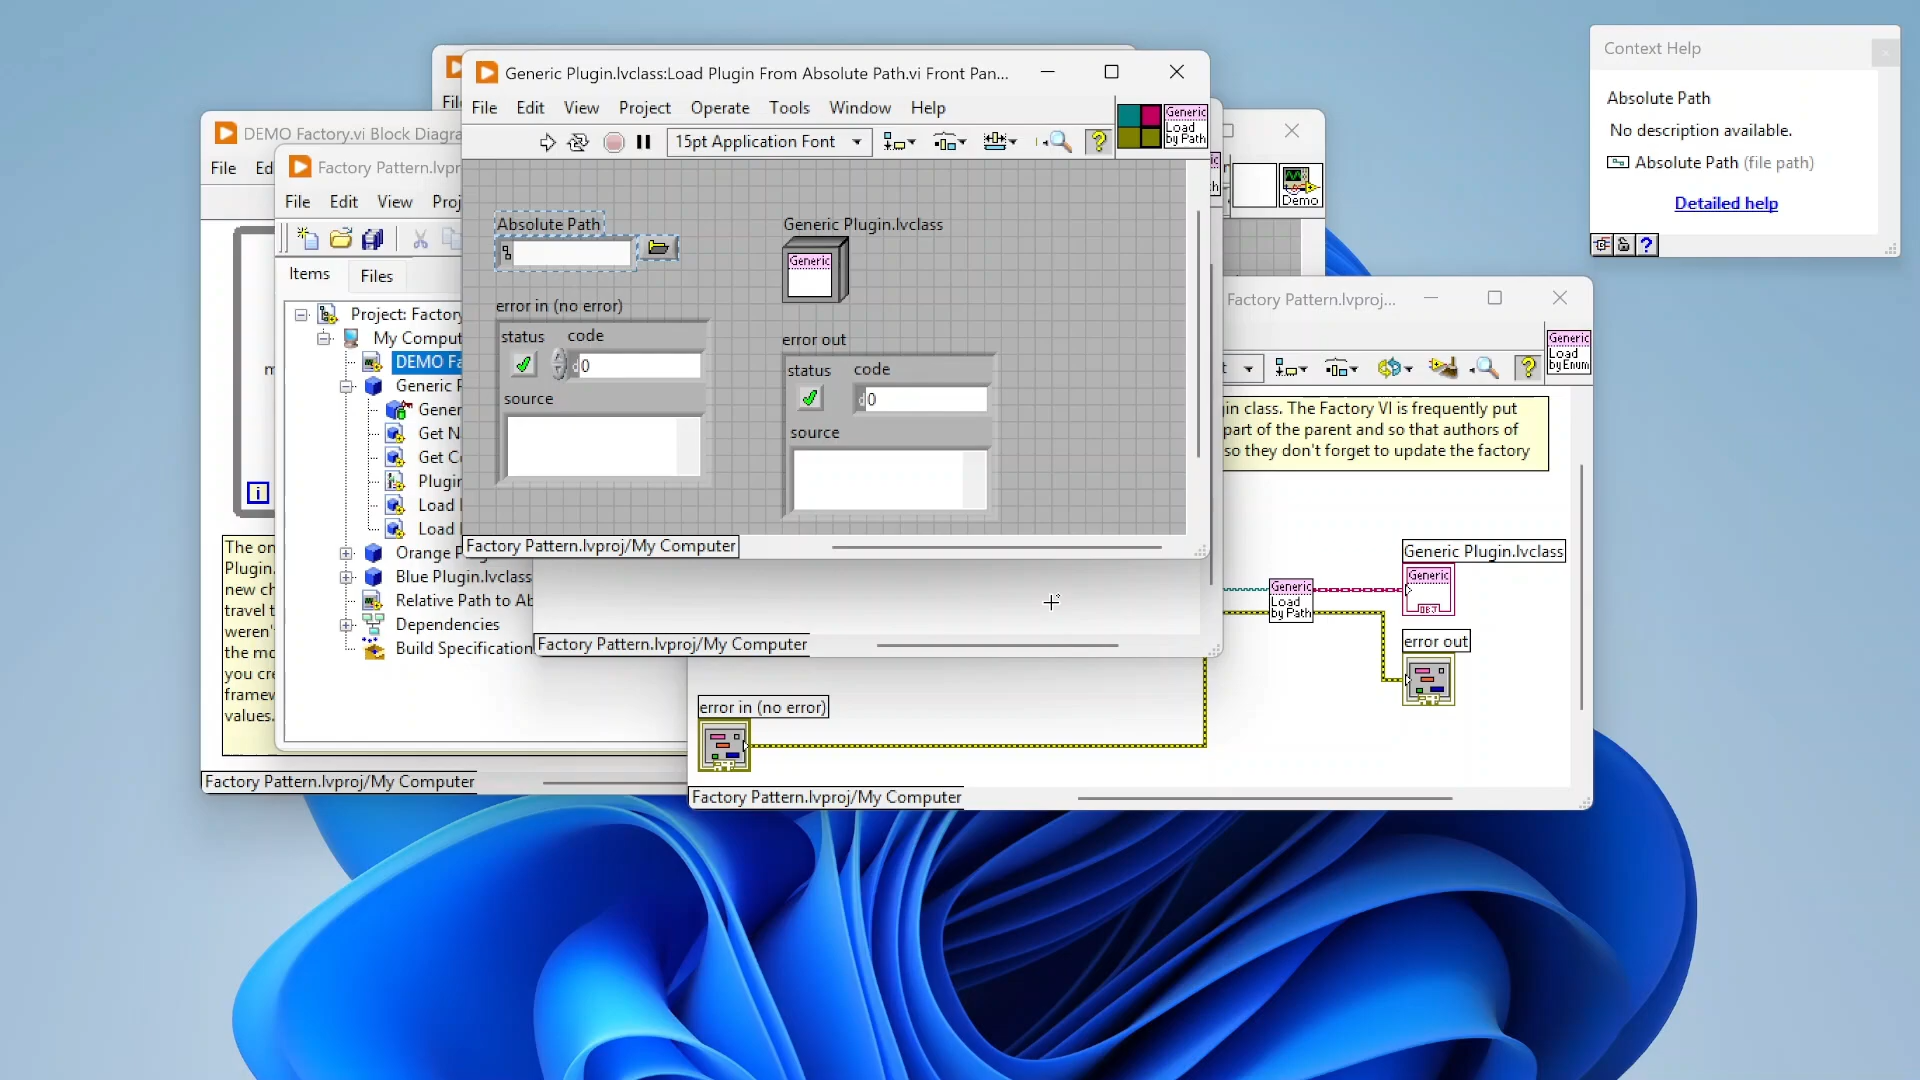 Context Help
Absolute Path
No description available.
Absolute Path (file path)
Detailed help
Generic Plugin.lvclass:Load Plugin From Absolute Path.vi Front Pan...
File Edit View Project Operate Tools Window Help
15pt Application Font
Generic
Load
by Path
Absolute Path
Generic Plugin.lvclass
Generic
error in (no error)
status code
0
source
error out
status code
0
source
Factory Pattern.lvproj/My Computer
DEMO Factory.vi Block Diagra
File Ed
Factory Pattern.lvpr
File Edit View Proj
Items Files
Project: Factory
My Comput
DEMO Fa
Generic P
Gener
Get N
Get C
Plugin
Load
Load
Orange P
Blue Plugin.lvclass
Relative Path to Ab
Dependencies
Build Specification
i
The on
Plugin.
new ch
travel t
weren'
the mo
you cre
framew
values.
Factory Pattern.lvproj/My Computer
Factory Pattern.lvproj/My Computer
Demo
Factory Pattern.lvproj...
Generic
Load
by Enum
in class. The Factory VI is frequently put
part of the parent and so that authors of
so they don't forget to update the factory
Generic Plugin.lvclass
Generic
OBJ
Generic
Load
by Path
error out
error in (no error)
Factory Pattern.lvproj/My Computer